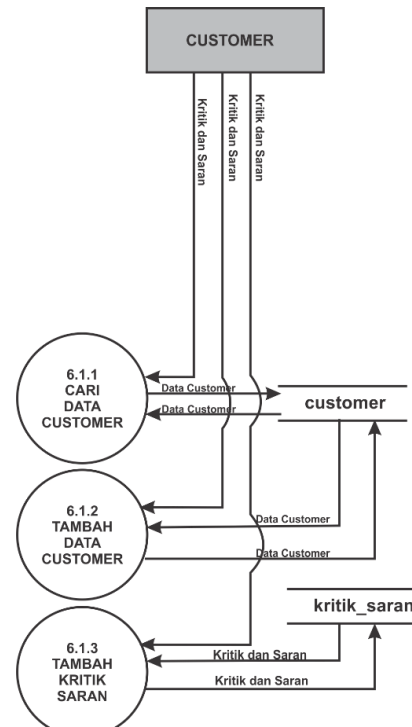 CUSTOMER
Kritik dan Saran
Kritik dan Saran
Kritik dan Saran
6.1.1
CARI
DATA
CUSTOMER
Data Customer
Data Customer
customer
6.1.2
TAMBAH
DATA
CUSTOMER
Data Customer
Data Customer
kritik_saran
6.1.3
TAMBAH
KRITIK
SARAN
Kritik dan Saran
Kritik dan Saran